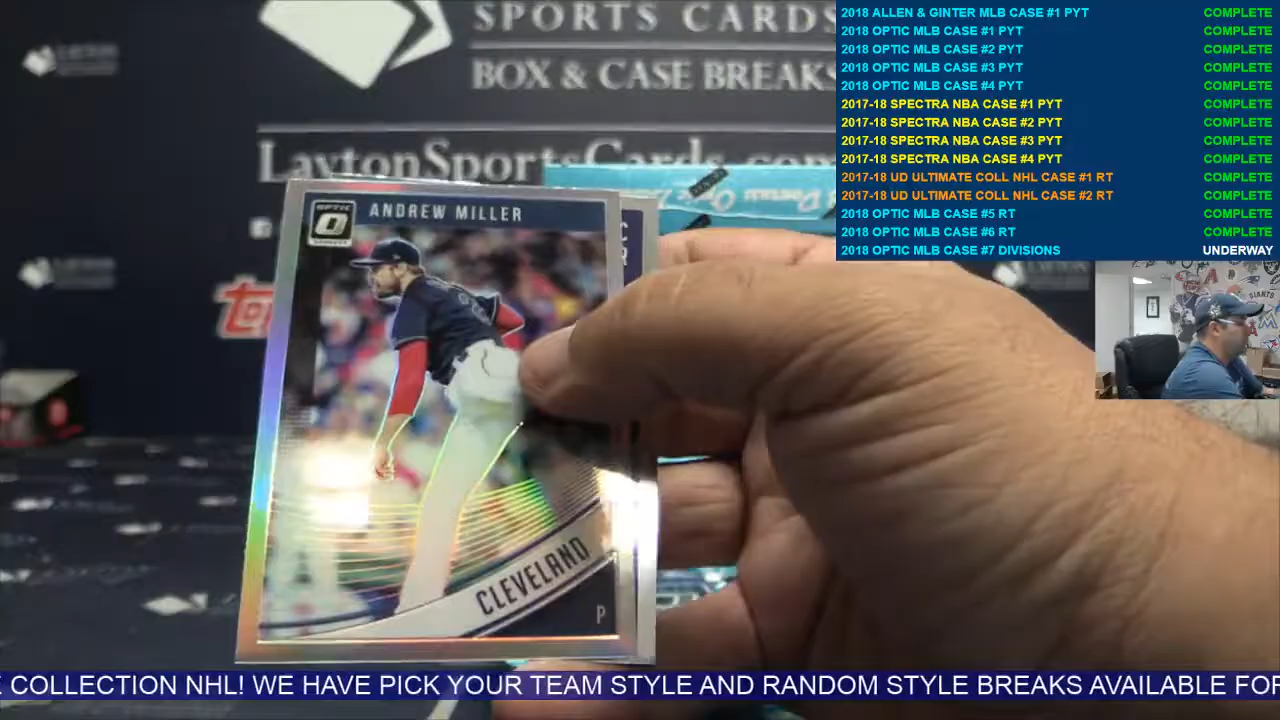 SPORTS CARDS
BOX & CASE BREAKS
LaytonSportsCards.com
2018 ALLEN & GINTER MLB CASE #1 PYT COMPLETE
2018 OPTIC MLB CASE #1 PYT COMPLETE
2018 OPTIC MLB CASE #2 PYT COMPLETE
2018 OPTIC MLB CASE #3 PYT COMPLETE
2018 OPTIC MLB CASE #4 PYT COMPLETE
2017-18 SPECTRA NBA CASE #1 PYT COMPLETE
2017-18 SPECTRA NBA CASE #2 PYT COMPLETE
2017-18 SPECTRA NBA CASE #3 PYT COMPLETE
2017-18 SPECTRA NBA CASE #4 PYT COMPLETE
2017-18 UD ULTIMATE COLL NHL CASE #1 RT COMPLETE
2017-18 UD ULTIMATE COLL NHL CASE #2 RT COMPLETE
2018 OPTIC MLB CASE #5 RT COMPLETE
2018 OPTIC MLB CASE #6 RT COMPLETE
2018 OPTIC MLB CASE #7 DIVISIONS UNDERWAY
OPTIC
ANDREW MILLER
CLEVELAND
P
COLLECTION NHL! WE HAVE PICK YOUR TEAM STYLE AND RANDOM STYLE BREAKS AVAILABLE FOR